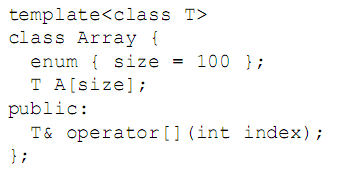 template<class T>
class Array {
  enum { size = 100 };
  T A[size];
public:
  T& operator[](int index);
};